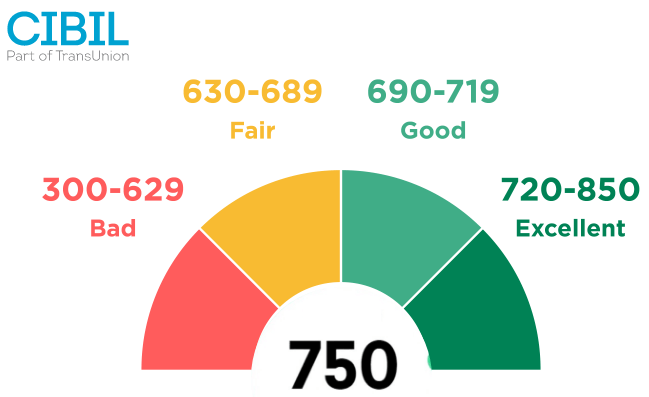 CIBIL
Part of TransUnion
630-689
Fair
690-719
Good
300-629
Bad
720-850
Excellent
750